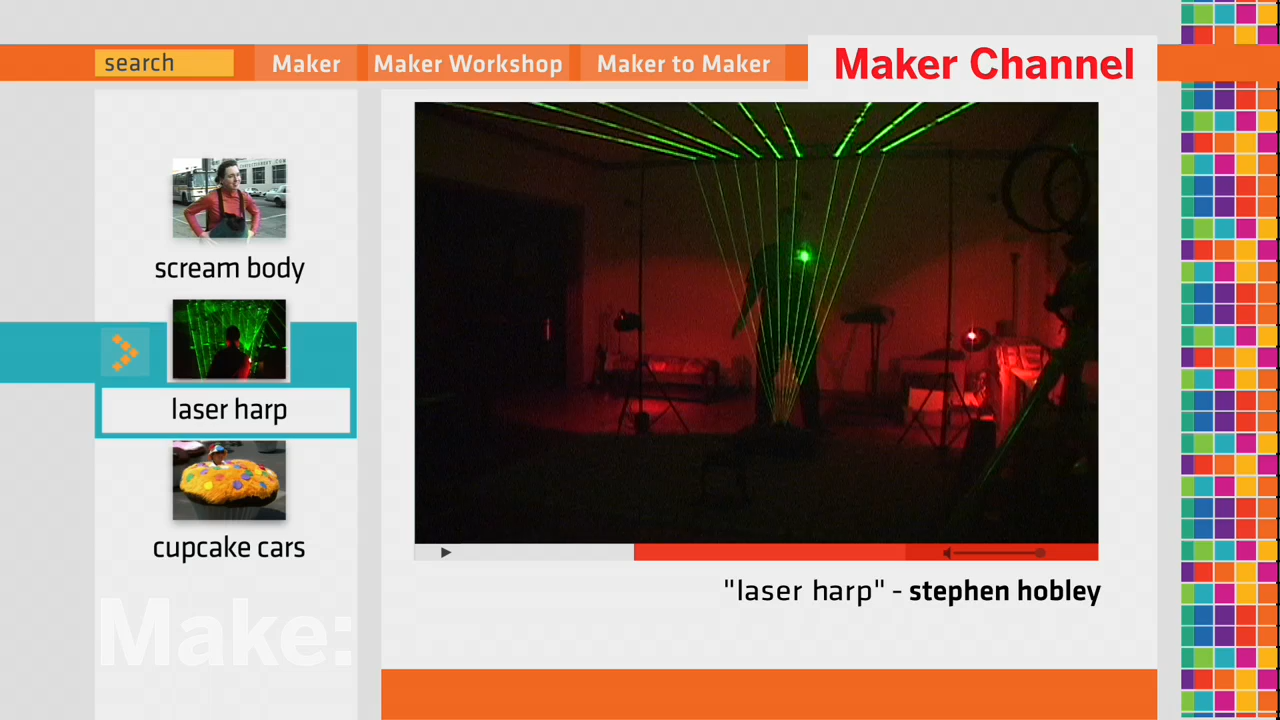 search
Maker
Maker Workshop
Maker to Maker
Maker Channel
scream body
laser harp
cupcake cars
"laser harp" - stephen hobley
Make: